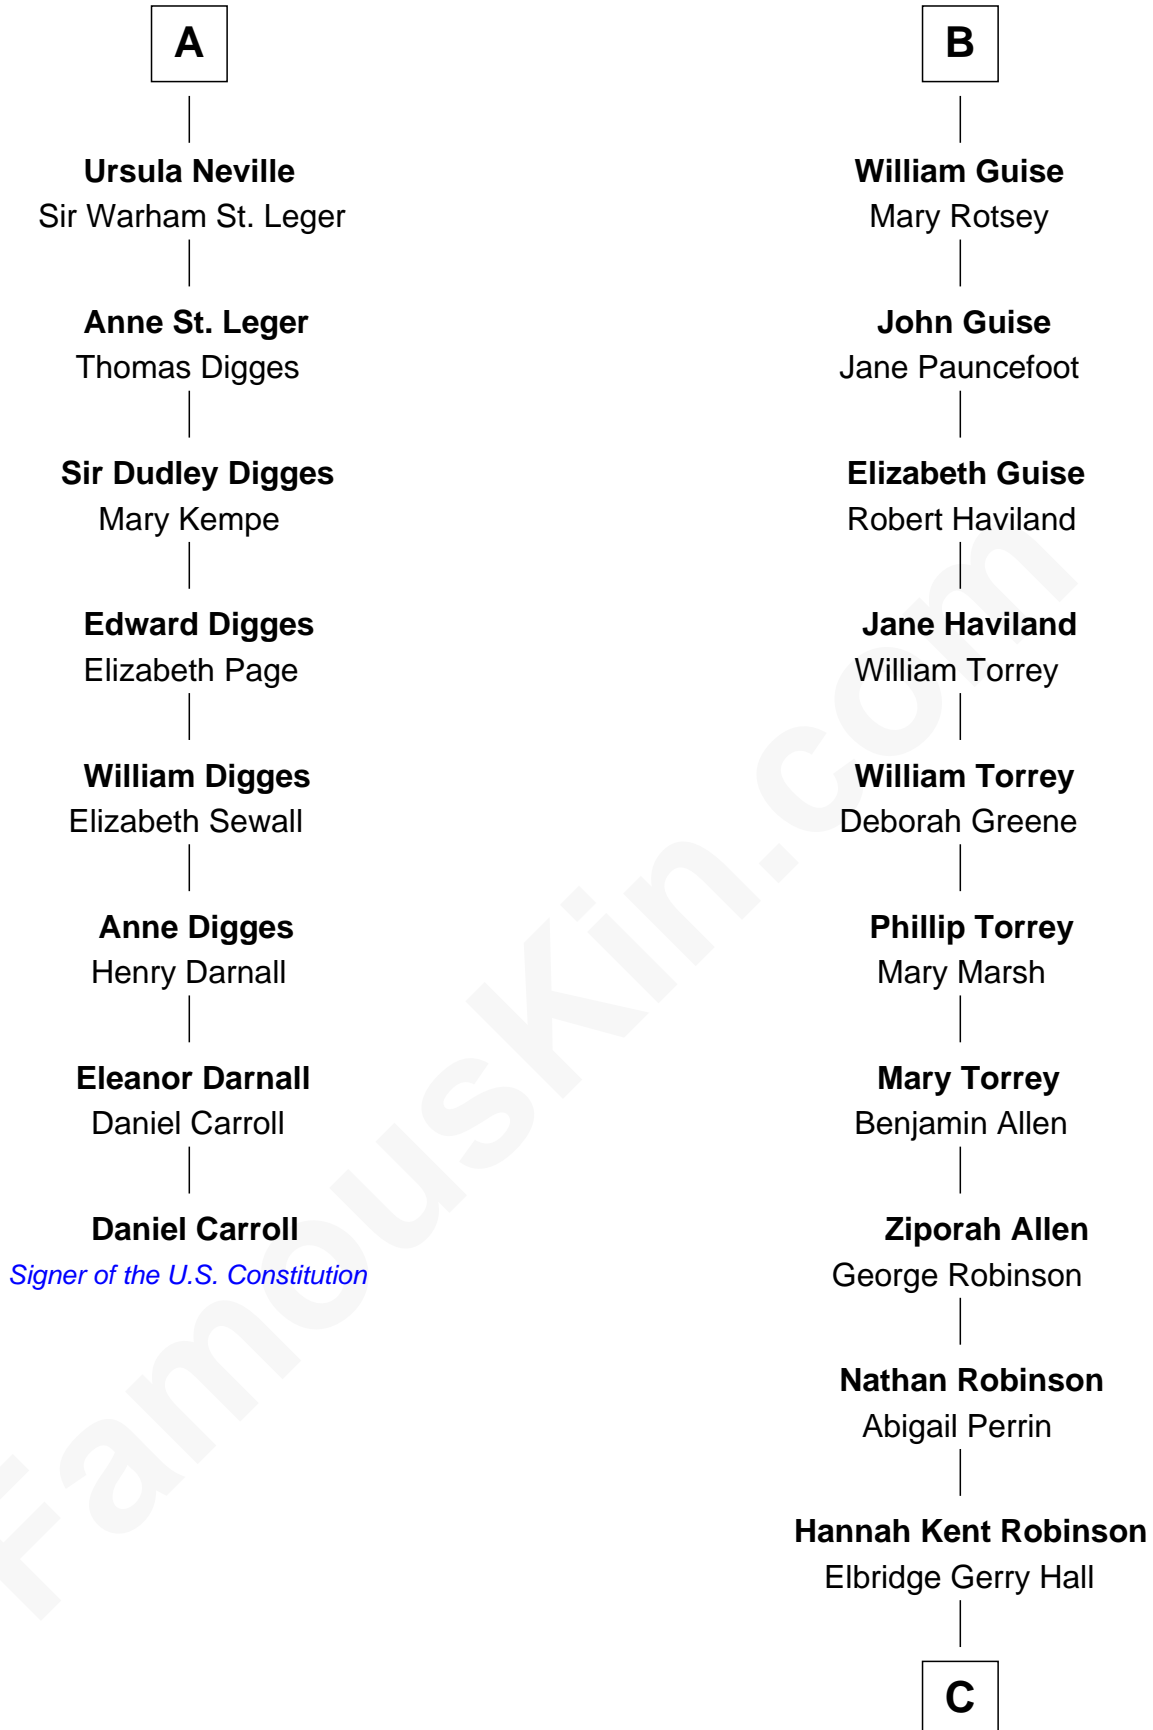 A
Ursula Neville
Sir Warham St. Leger
Anne St. Leger
Thomas Digges
Sir Dudley Digges
Mary Kempe
Edward Digges
Elizabeth Page
William Digges
Elizabeth Sewall
Anne Digges
Henry Darnall
Eleanor Darnall
Daniel Carroll
Daniel Carroll
Signer of the U.S. Constitution
B
William Guise
Mary Rotsey
John Guise
Jane Pauncefoot
Elizabeth Guise
Robert Haviland
Jane Haviland
William Torrey
William Torrey
Deborah Greene
Phillip Torrey
Mary Marsh
Mary Torrey
Benjamin Allen
Ziporah Allen
George Robinson
Nathan Robinson
Abigail Perrin
Hannah Kent Robinson
Elbridge Gerry Hall
C
FamousKin.com